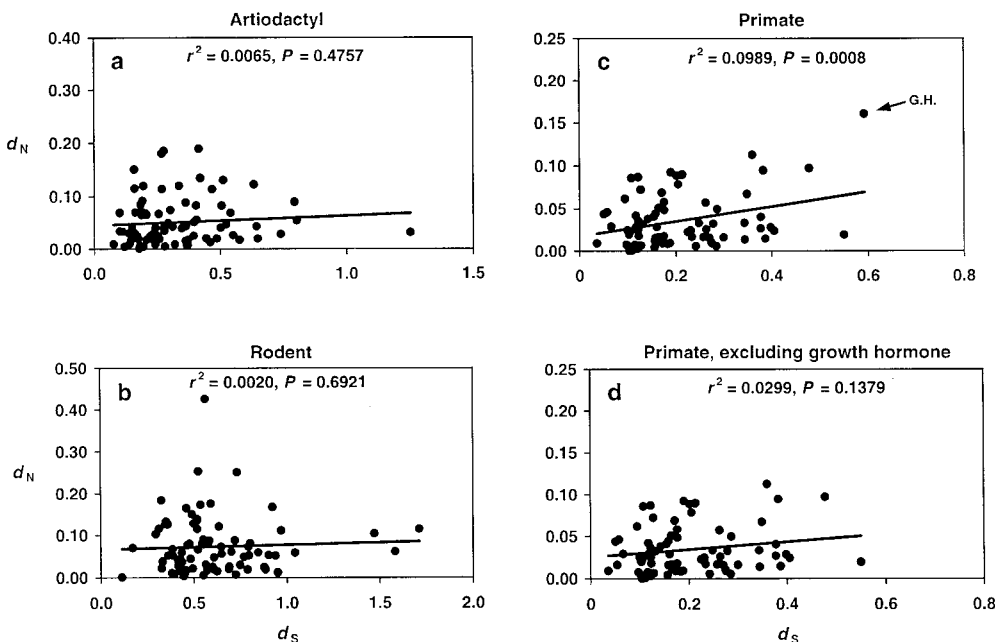 Artiodactyl
a
r² = 0.0065, P = 0.4757
0.40
0.30
0.20
0.10
0.00
dN
0.0
0.5
1.0
1.5
Primate
c
r² = 0.0989, P = 0.0008
G.H.
0.25
0.20
0.15
0.10
0.05
0.00
0
0.2
0.4
0.6
0.8
Rodent
b
r² = 0.0020, P = 0.6921
0.50
0.40
0.30
0.20
0.10
0.00
dN
0.0
0.5
1.0
1.5
2.0
dS
Primate, excluding growth hormone
d
r² = 0.0299, P = 0.1379
0.25
0.20
0.15
0.10
0.05
0.00
0
0.2
0.4
0.6
0.8
dS